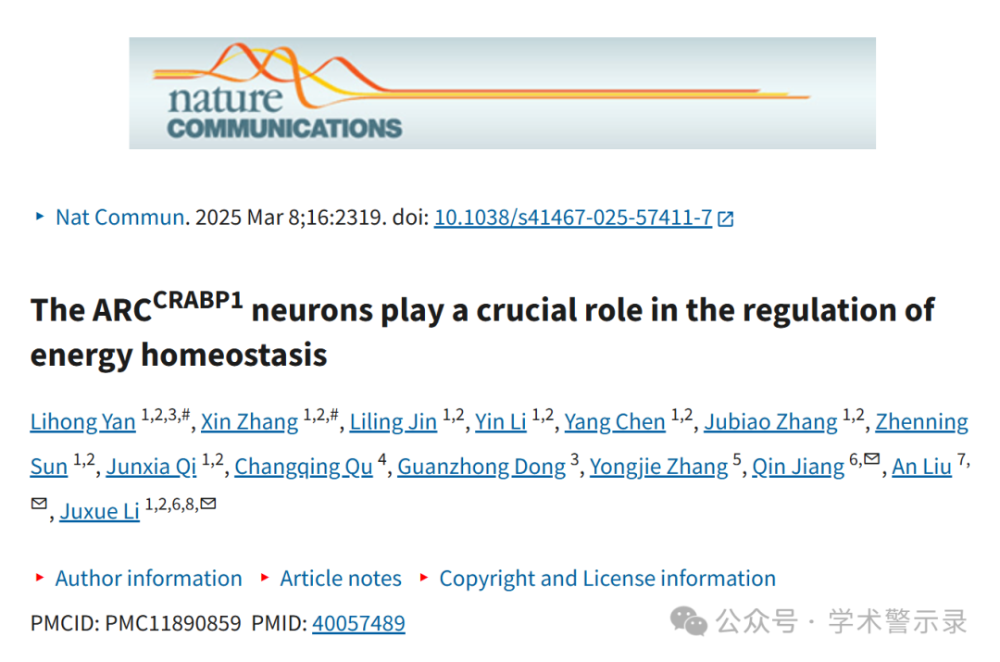 nature
COMMUNICATIONS
Nat Commun. 2025 Mar 8;16:2319. doi: 10.1038/s41467-025-57411-7
The ARCCRABP1 neurons play a crucial role in the regulation of
energy homeostasis
Lihong Yan 1,2,3,#, Xin Zhang 1,2,#, Liling Jin 1,2, Yin Li 1,2, Yang Chen 1,2, Jubiao Zhang 1,2, Zhenning
Sun 1,2, Junxia Qi 1,2, Changqing Qu 4, Guanzhong Dong 3, Yongjie Zhang 5, Qin Jiang 6,✉, An Liu 7,
✉, Juxue Li 1,2,6,8,✉
Author information Article notes Copyright and License information
PMCID: PMC11890859 PMID: 40057489
公众号 · 学术警示录